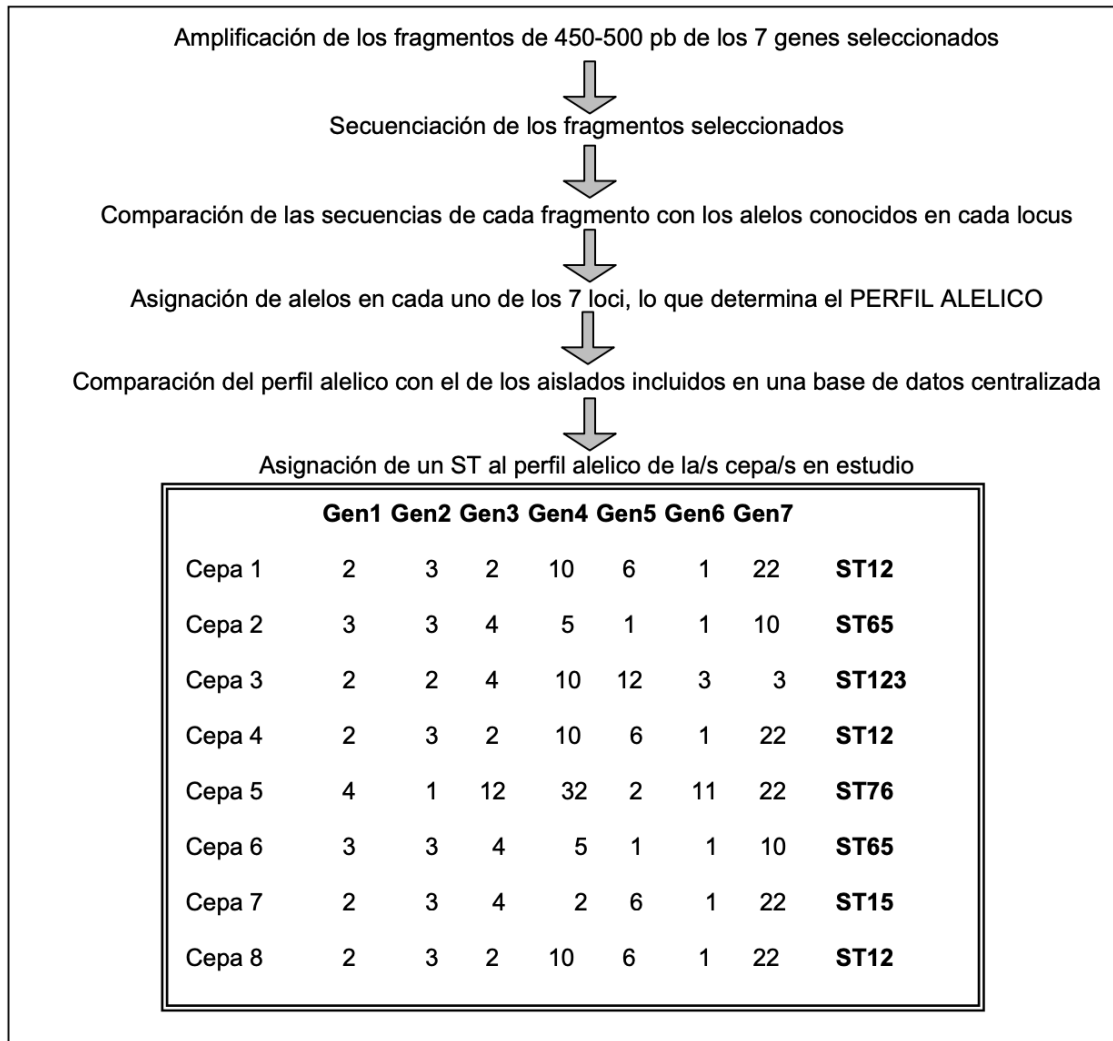 Amplificación de los fragmentos de 450-500 pb de los 7 genes seleccionados
Secuenciación de los fragmentos seleccionados
Comparación de las secuencias de cada fragmento con los alelos conocidos en cada locus
Asignación de alelos en cada uno de los 7 loci, lo que determina el PERFIL ALELICO
Comparación del perfil alelico con el de los aislados incluidos en una base de datos centralizada
Asignación de un ST al perfil alelico de la/s cepa/s en estudio
Gen1 Gen2 Gen3 Gen4 Gen5 Gen6 Gen7
Cepa 1 2 3 2 10 6 1 22 ST12
Cepa 2 3 3 4 5 1 1 10 ST65
Cepa 3 2 2 4 10 12 3 3 ST123
Cepa 4 2 3 2 10 6 1 22 ST12
Cepa 5 4 1 12 32 2 11 22 ST76
Cepa 6 3 3 4 5 1 1 10 ST65
Cepa 7 2 3 4 2 6 1 22 ST15
Cepa 8 2 3 2 10 6 1 22 ST12